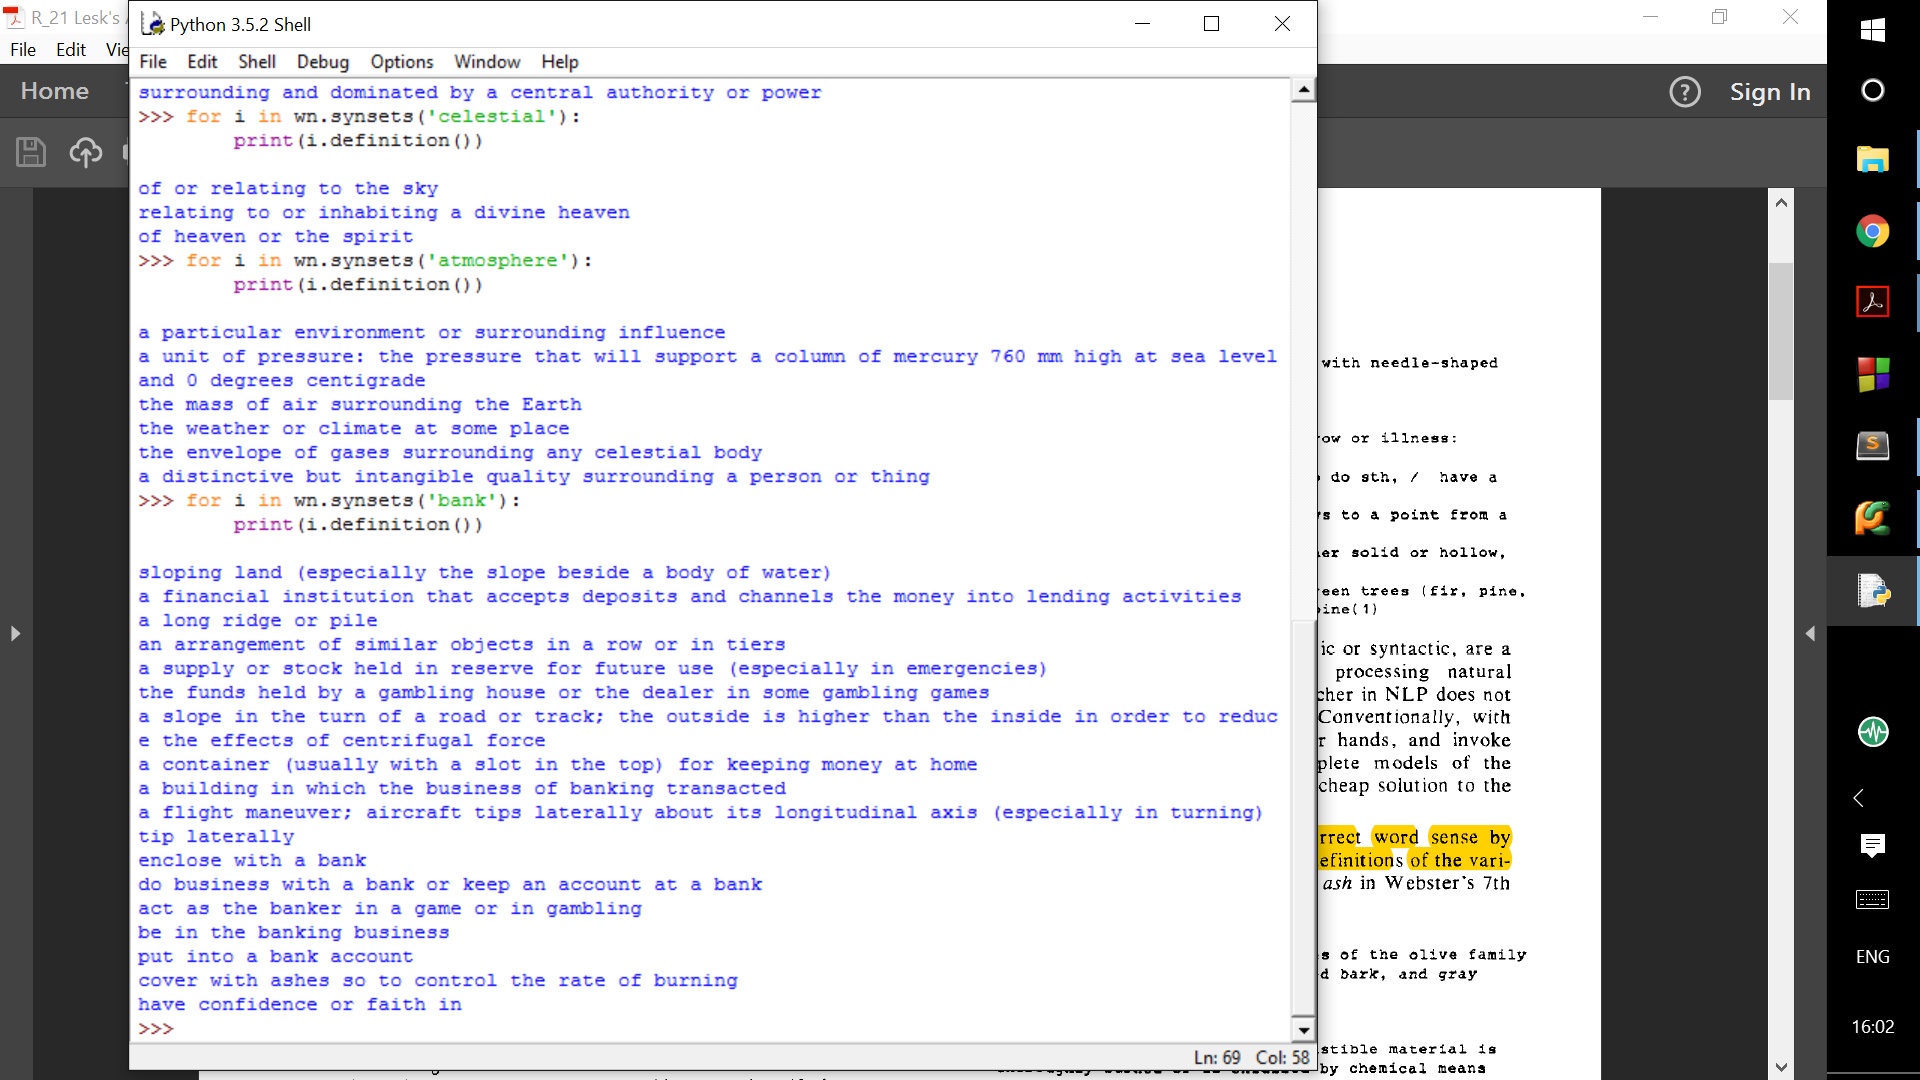 R_21 Lesk's
File Edit Vie
Home
Sign In
Python 3.5.2 Shell
File Edit Shell Debug Options Window Help
surrounding and dominated by a central authority or power
>>> for i in wn.synsets('celestial'):
print(i.definition())
of or relating to the sky
relating to or inhabiting a divine heaven
of heaven or the spirit
>>> for i in wn.synsets('atmosphere'):
print(i.definition())
a particular environment or surrounding influence
a unit of pressure: the pressure that will support a column of mercury 760 mm high at sea level
and 0 degrees centigrade
the mass of air surrounding the Earth
the weather or climate at some place
the envelope of gases surrounding any celestial body
a distinctive but intangible quality surrounding a person or thing
>>> for i in wn.synsets('bank'):
print(i.definition())
sloping land (especially the slope beside a body of water)
a financial institution that accepts deposits and channels the money into lending activities
a long ridge or pile
an arrangement of similar objects in a row or in tiers
a supply or stock held in reserve for future use (especially in emergencies)
the funds held by a gambling house or the dealer in some gambling games
a slope in the turn of a road or track; the outside is higher than the inside in order to reduc
e the effects of centrifugal force
a container (usually with a slot in the top) for keeping money at home
a building in which the business of banking transacted
a flight maneuver; aircraft tips laterally about its longitudinal axis (especially in turning)
tip laterally
enclose with a bank
do business with a bank or keep an account at a bank
act as the banker in a game or in gambling
be in the banking business
put into a bank account
cover with ashes so to control the rate of burning
have confidence or faith in
>>>
Ln: 69 Col: 58
with needle-shaped
ow or illness:
do sth, / have a
s to a point from a
er solid or hollow,
een trees (fir, pine,
ine(1)
ic or syntactic, are a
processing natural
cher in NLP does not
Conventionally, with
r hands, and invoke
plete models of the
cheap solution to the
rrect word sense by
efinitions of the vari-
ash in Webster's 7th
s of the olive family
d bark, and gray
stible material is
by chemical means
ENG
16:02